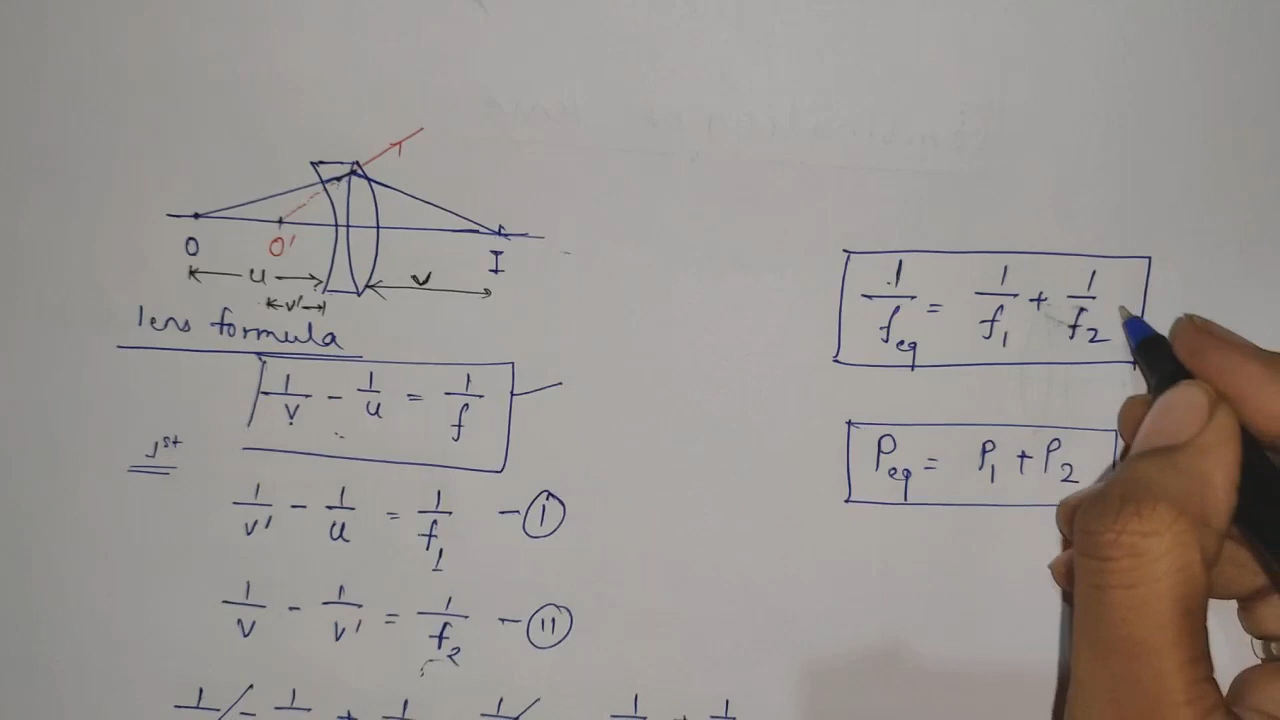 O O' I
u v
v'
lens formula
1/v - 1/u = 1/f
1st
1/v' - 1/u = 1/f₁ - (I)
1/v - 1/v' = 1/f₂ - (II)
1/feq = 1/f₁ + 1/f₂
Peq = P₁ + P₂